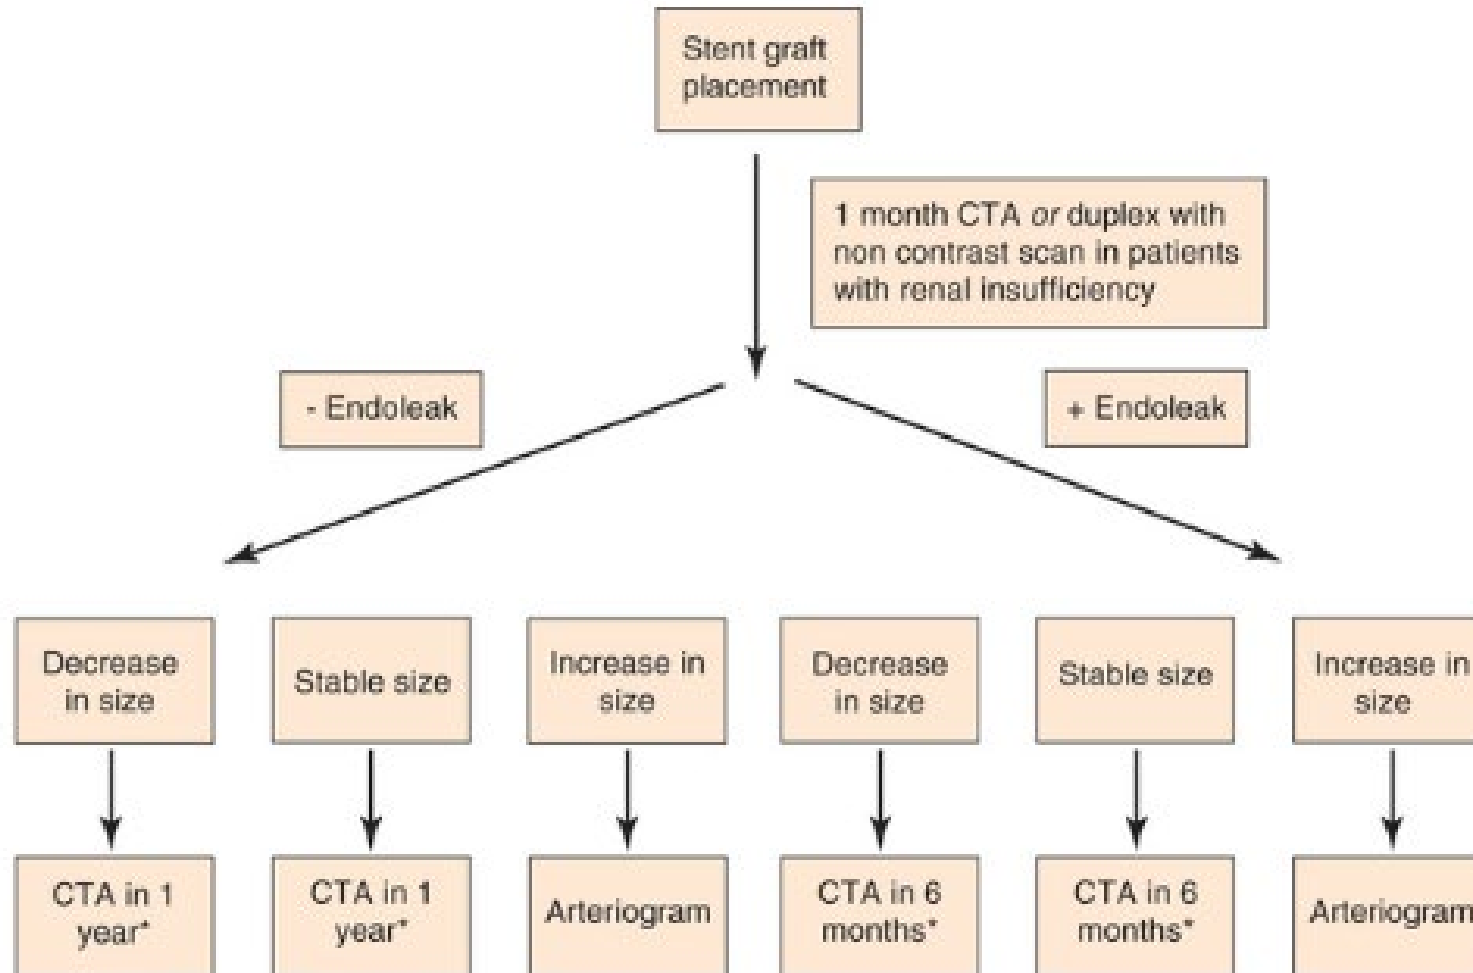 Stent graft
placement
1 month CTA or duplex with
non contrast scan in patients
with renal insufficiency
- Endoleak
+ Endoleak
Decrease
in size
Stable size
Increase in
size
Decrease
in size
Stable size
Increase in
size
CTA in 1
year*
CTA in 1
year*
Arteriogram
CTA in 6
months*
CTA in 6
months*
Arteriogram